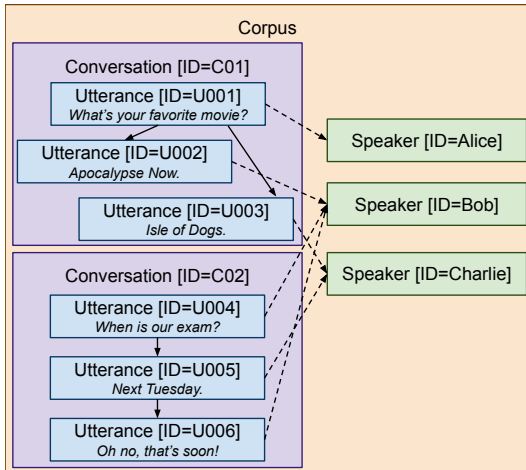 Corpus
Conversation [ID=C01]
Utterance [ID=U001]
What's your favorite movie?
Utterance [ID=U002]
Apocalypse Now.
Utterance [ID=U003]
Isle of Dogs.
Speaker [ID=Alice]
Speaker [ID=Bob]
Speaker [ID=Charlie]
Conversation [ID=C02]
Utterance [ID=U004]
When is our exam?
Utterance [ID=U005]
Next Tuesday.
Utterance [ID=U006]
Oh no, that's soon!